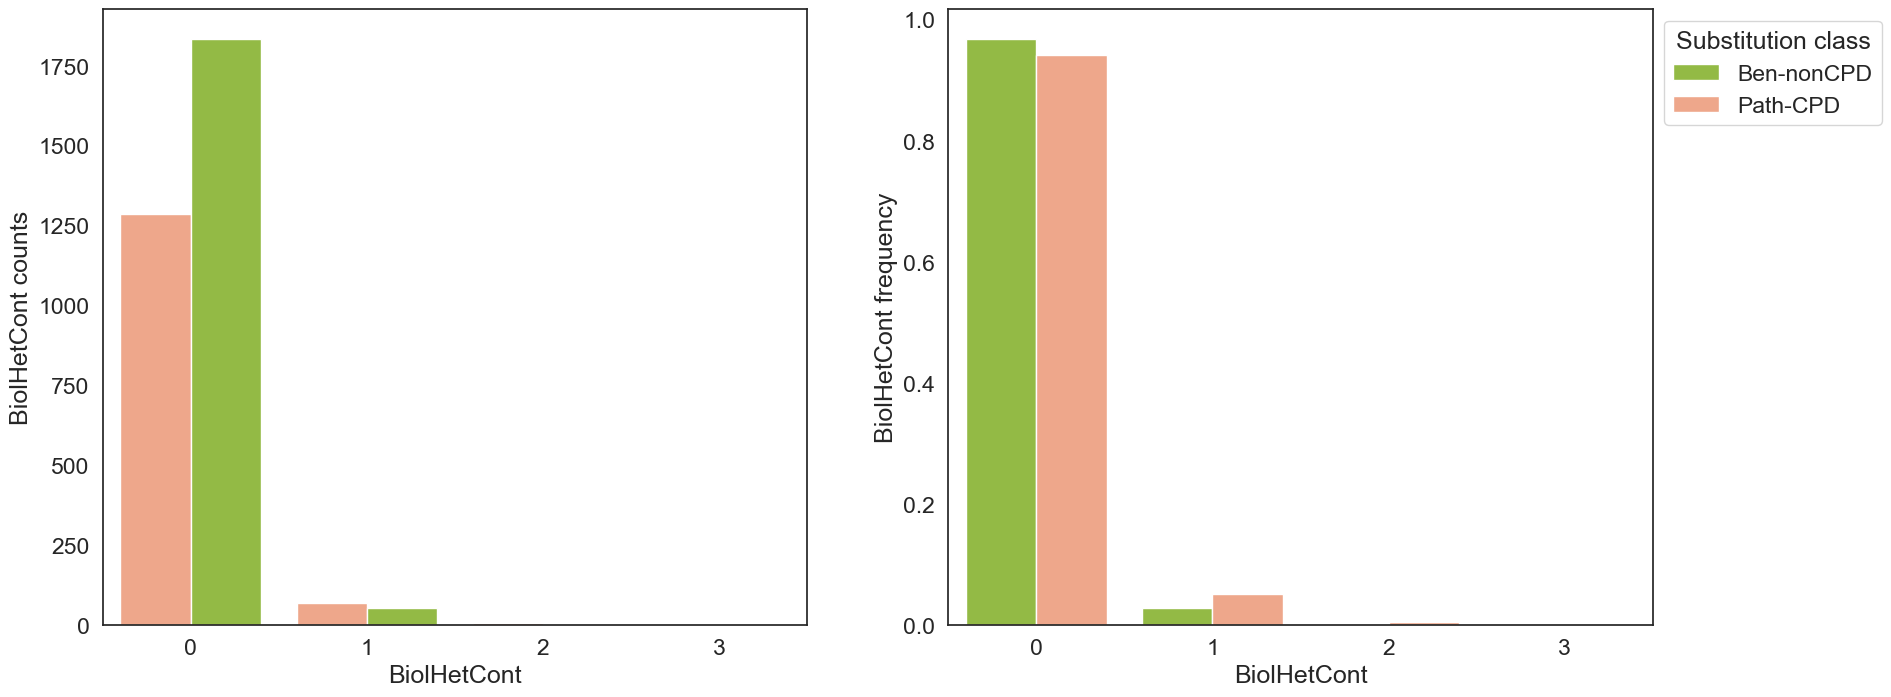 BiolHetCont counts
1750
1500
1250
1000
750
500
250
0
0 1 2 3
BiolHetCont
BiolHetCont frequency
1.0
0.8
0.6
0.4
0.2
0.0
0 1 2 3
BiolHetCont
Substitution class
Ben-nonCPD
Path-CPD